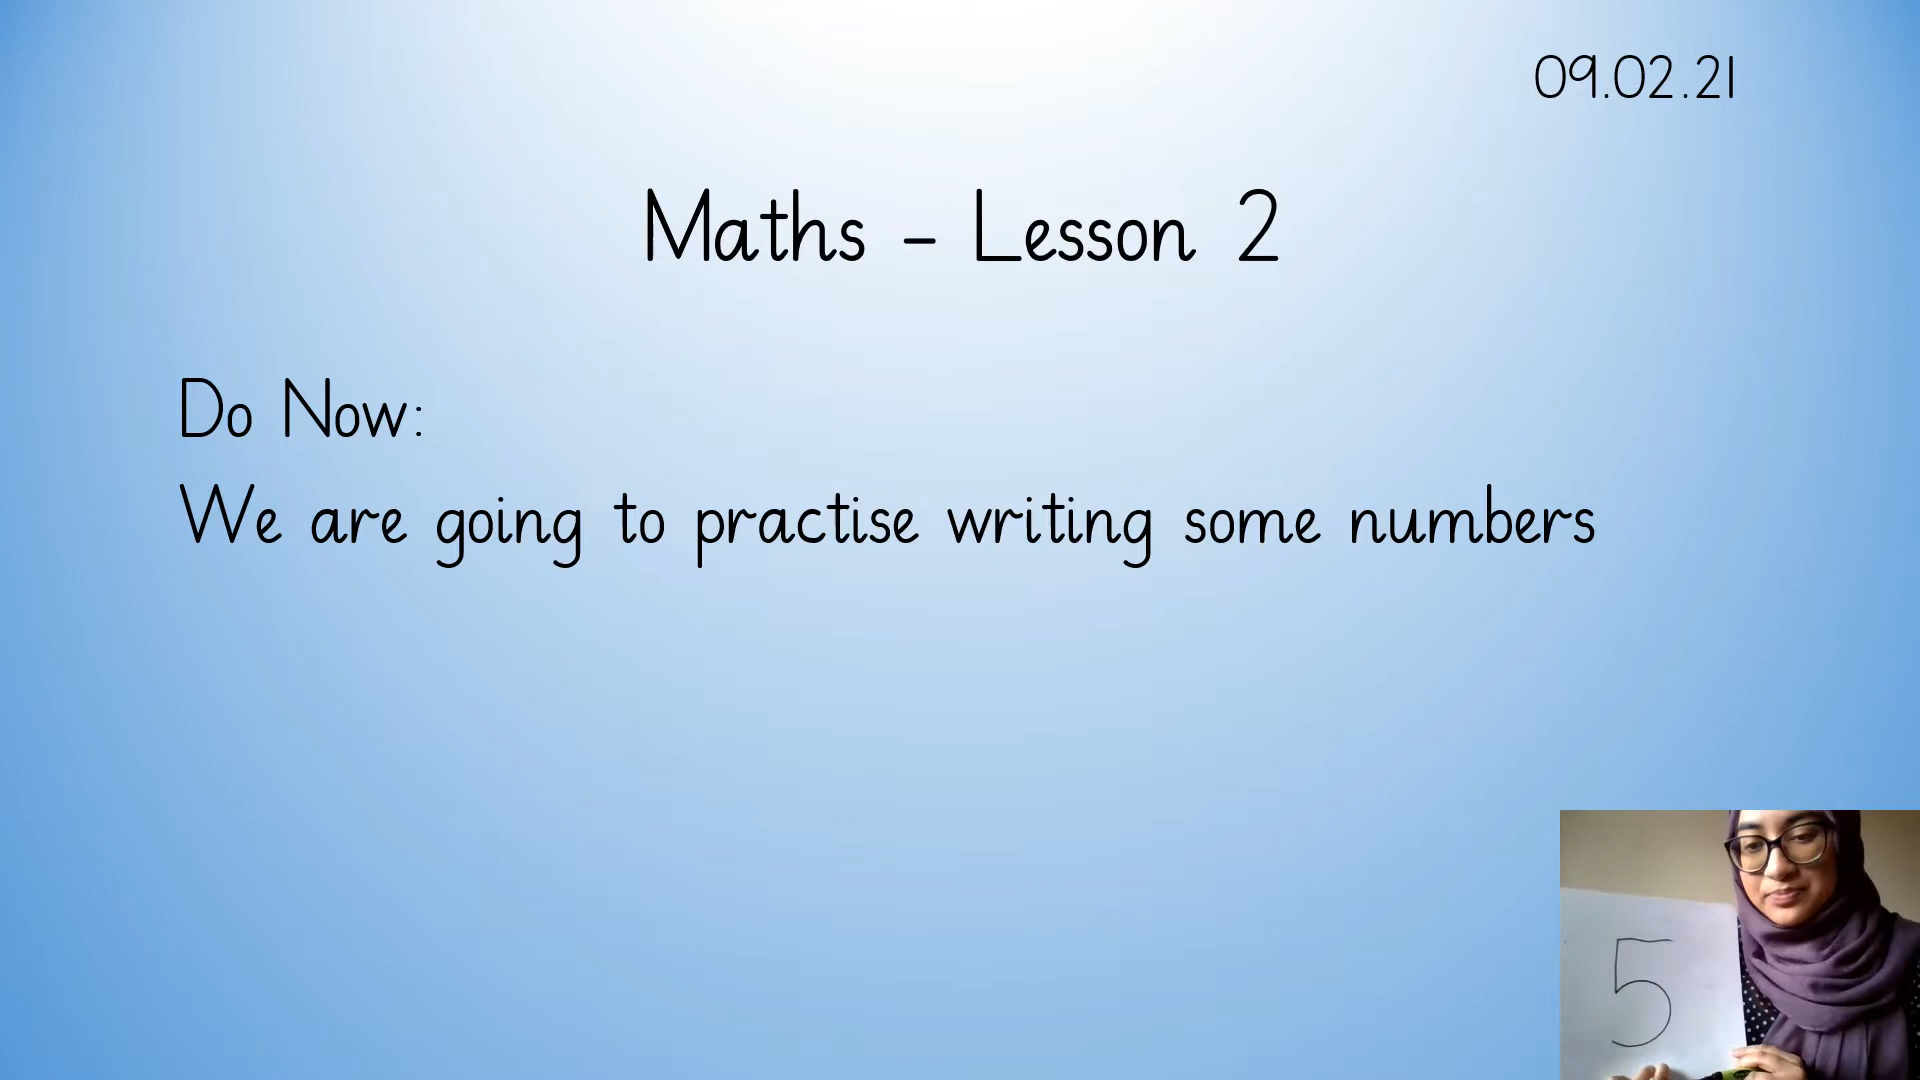 09.02.21
Maths - Lesson 2
Do Now:
We are going to practise writing some numbers
5